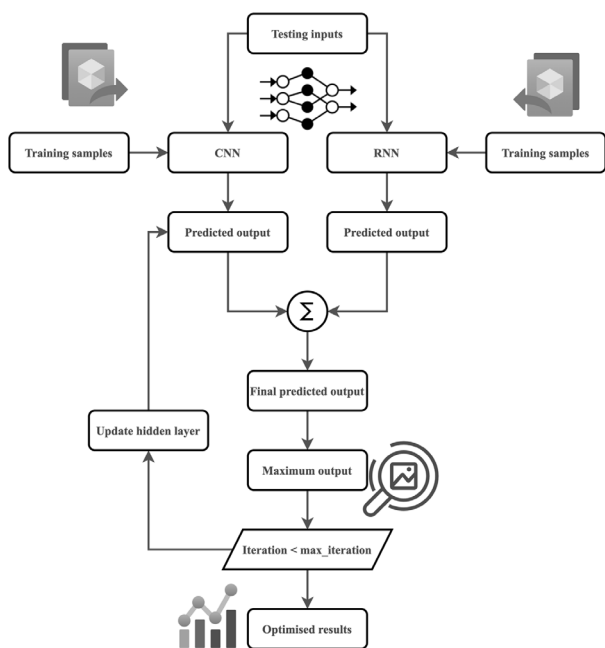 Testing inputs
Training samples
CNN
RNN
Training samples
Predicted output
Predicted output
Σ
Final predicted output
Update hidden layer
Maximum output
Iteration < max_iteration
Optimised results